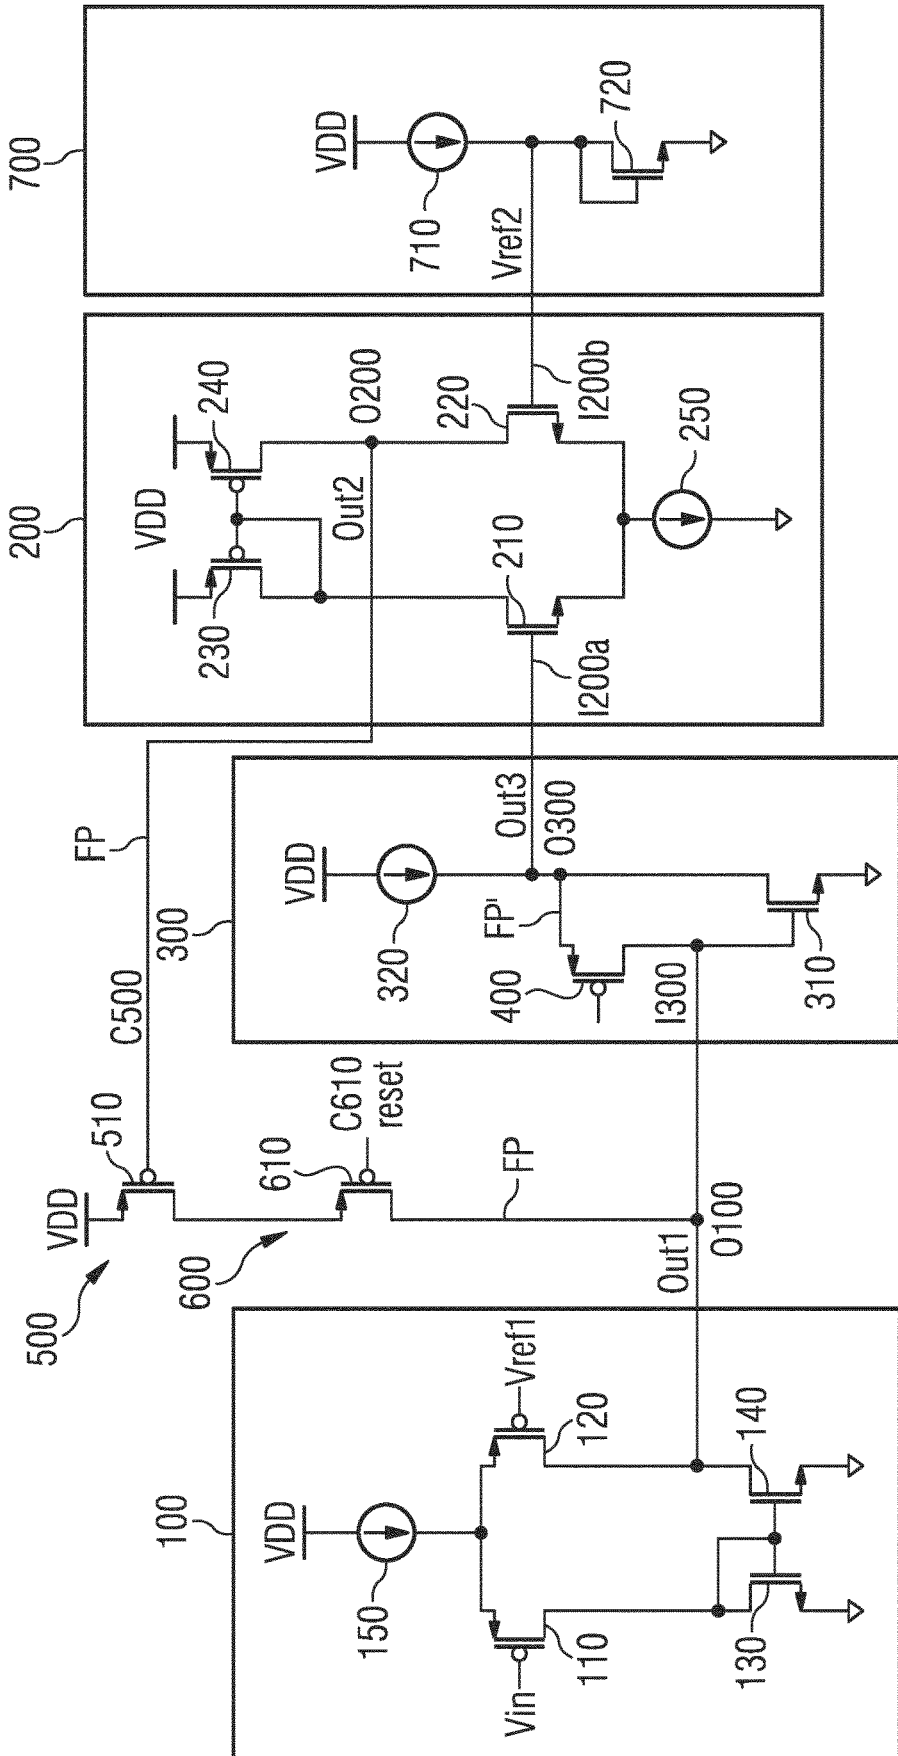 500
VDD
510
C500
FP
600
610
C610
reset
FP
100
VDD
150
Vin
110
Vref1
120
130
140
Out1
O100
300
VDD
320
Out3
O300
FP'
400
I300
310
200
VDD
230
240
Out2
O200
210
220
I200a
I200b
250
700
VDD
710
Vref2
720